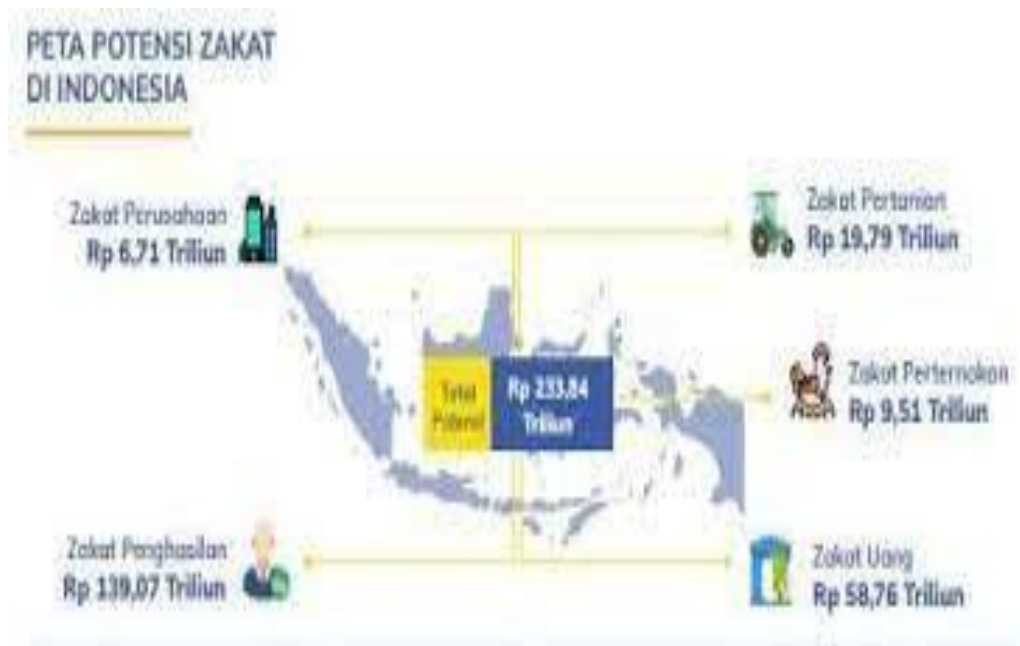 PETA POTENSI ZAKAT
DI INDONESIA
Zakat Perusahaan
Rp 6,71 Triliun
Zakat Pertanian
Rp 19,79 Triliun
Total
Potensi
Rp 233,84
Triliun
Zakat Perternakan
Rp 9,51 Triliun
Zakat Penghasilan
Rp 139,07 Triliun
Zakat Uang
Rp 58,76 Triliun